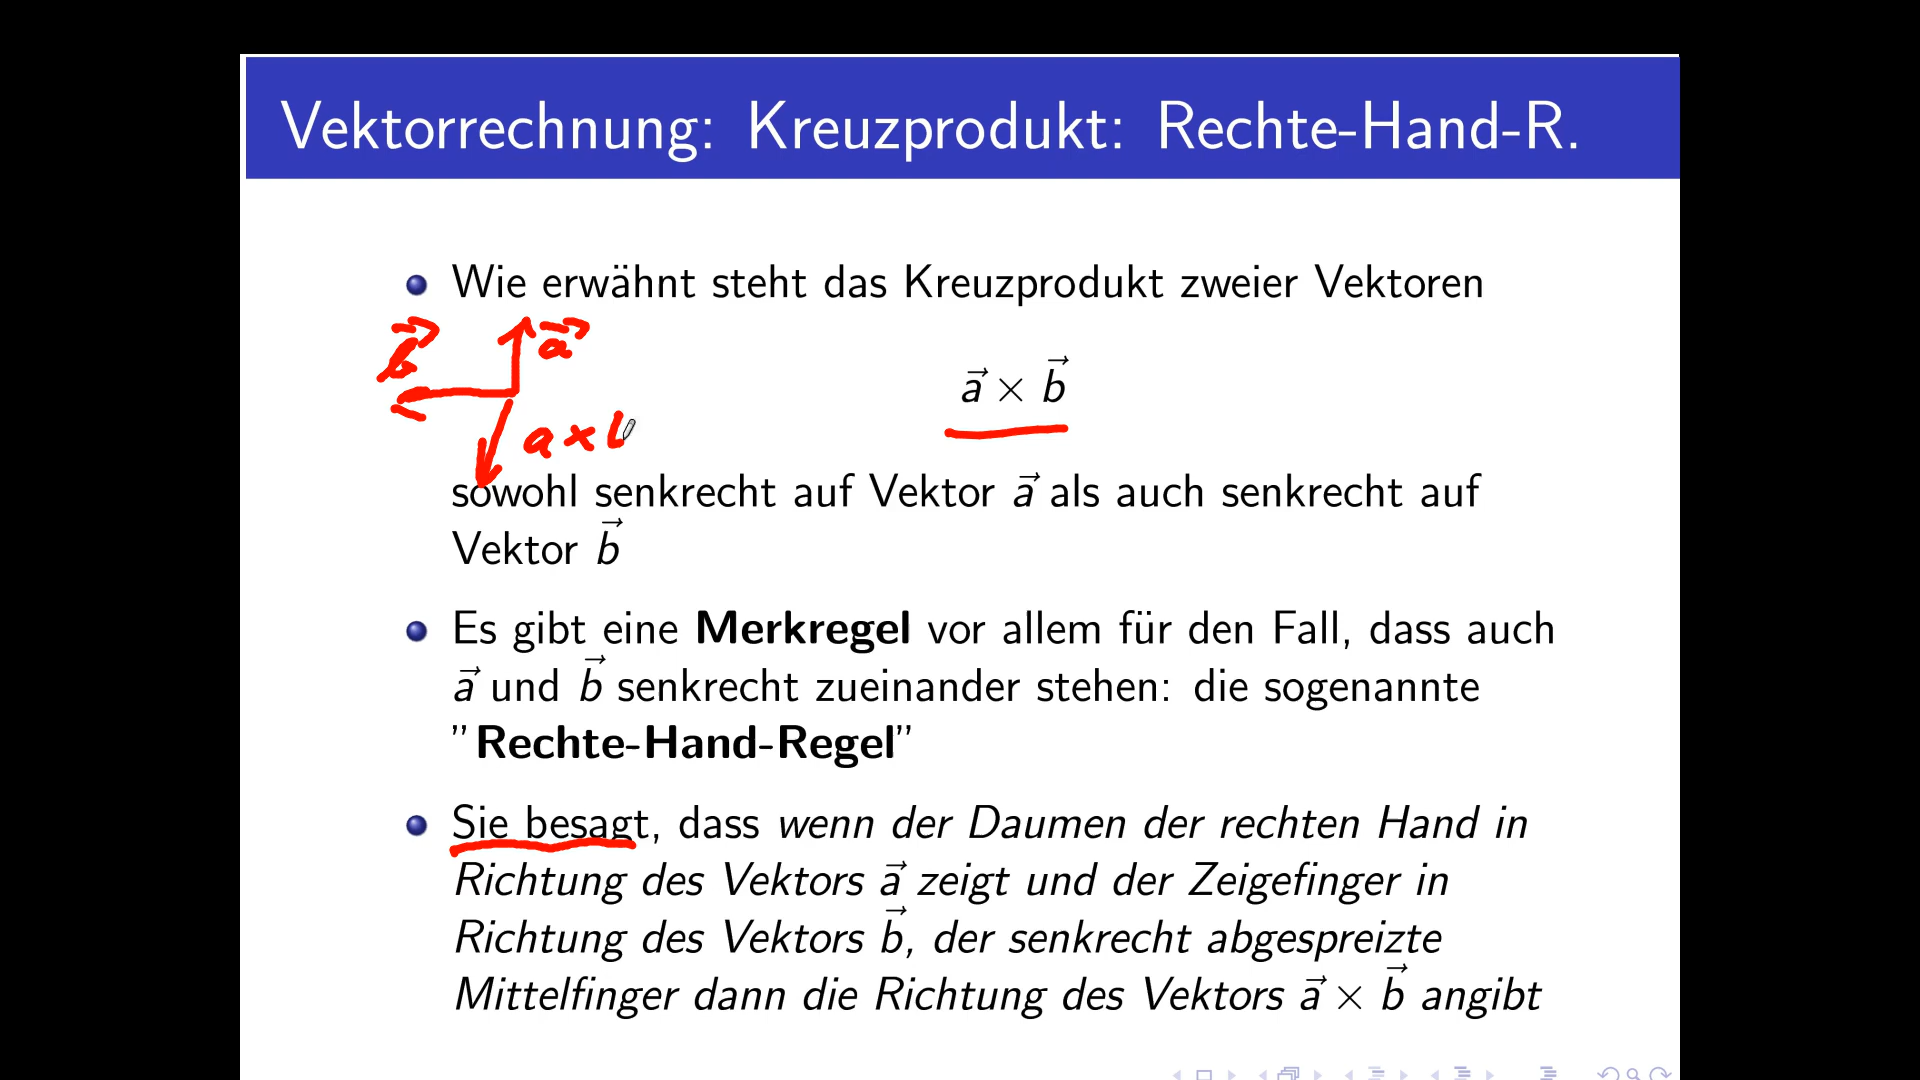 Vektorrechnung: Kreuzprodukt: Rechte-Hand-R.
Wie erwähnt steht das Kreuzprodukt zweier Vektoren
b⃗ a⃗
a⃗ × b⃗
a × b
sowohl senkrecht auf Vektor a⃗ als auch senkrecht auf
Vektor b⃗
Es gibt eine Merkregel vor allem für den Fall, dass auch
a⃗ und b⃗ senkrecht zueinander stehen: die sogenannte
"Rechte-Hand-Regel"
Sie besagt, dass wenn der Daumen der rechten Hand in
Richtung des Vektors a⃗ zeigt und der Zeigefinger in
Richtung des Vektors b⃗, der senkrecht abgespreizte
Mittelfinger dann die Richtung des Vektors a⃗ × b⃗ angibt